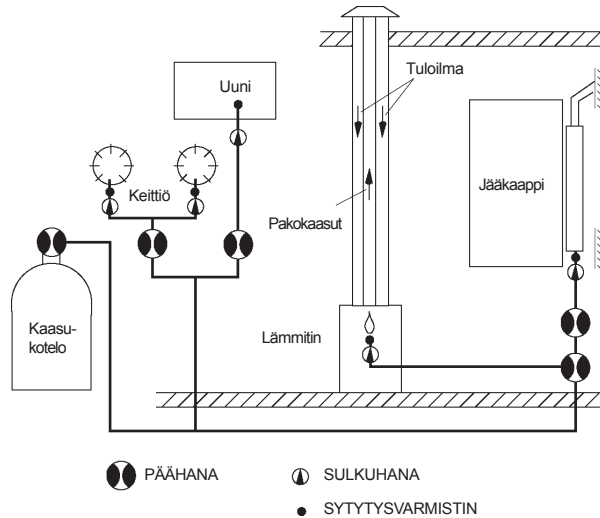 Uuni
Tuloilma
Keittiö
Jääkaappi
Pakokaasut
Kaasu-
kotelo
Lämmitin
PÄÄHANA
SULKUHANA
SYTYTYSVARMISTIN